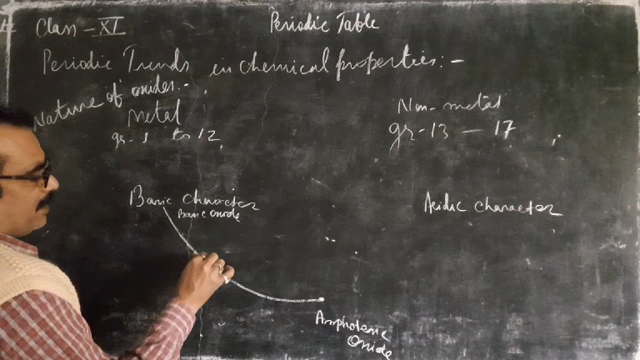 Class - XI
Periodic Table
Periodic Trends in chemical properties:-
Nature of oxides:-
Metal
gr-1 to 12
Non-metal
gr-13 - 17
Basic Character
Basic Oxide
Acidic character
Amphoteric
Oxide